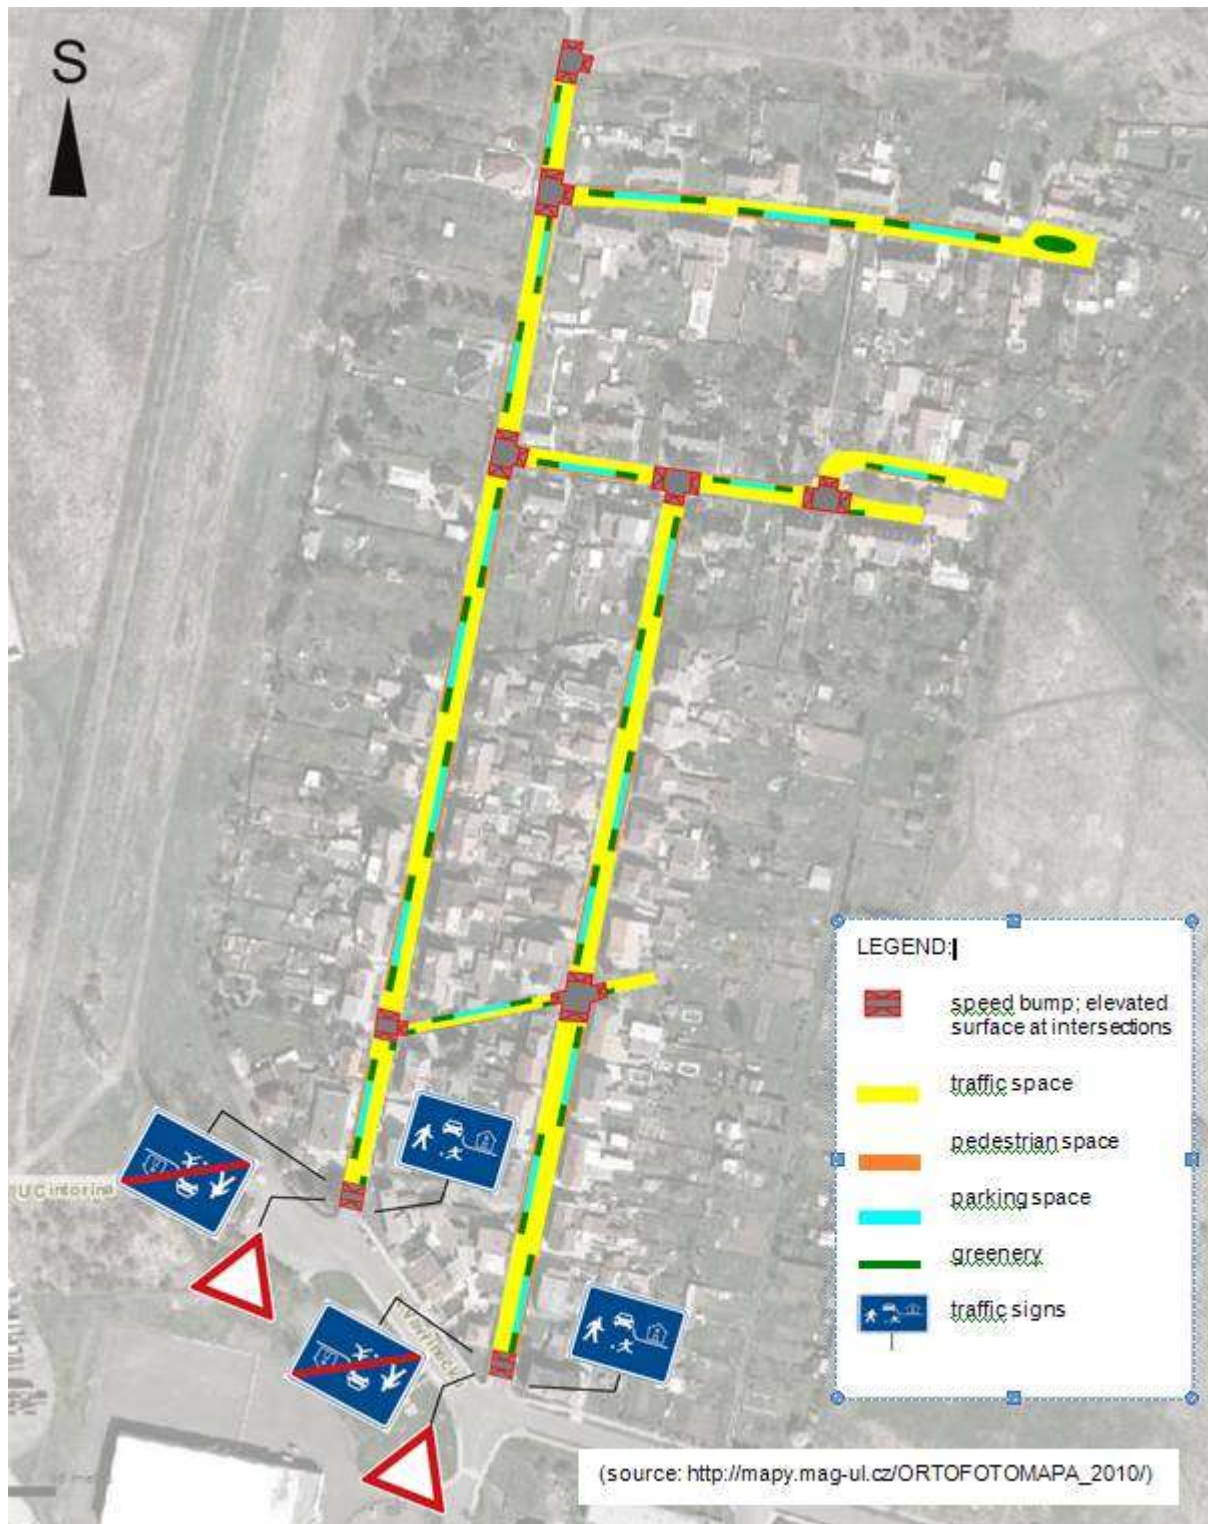 S
LEGEND:
speed bump; elevated
surface at intersections
traffic space
pedestrian space
parking space
greenery
traffic signs
U Cintorína
(source: http://mapy.mag-ul.cz/ORTOFOTOMAPA_2010/)